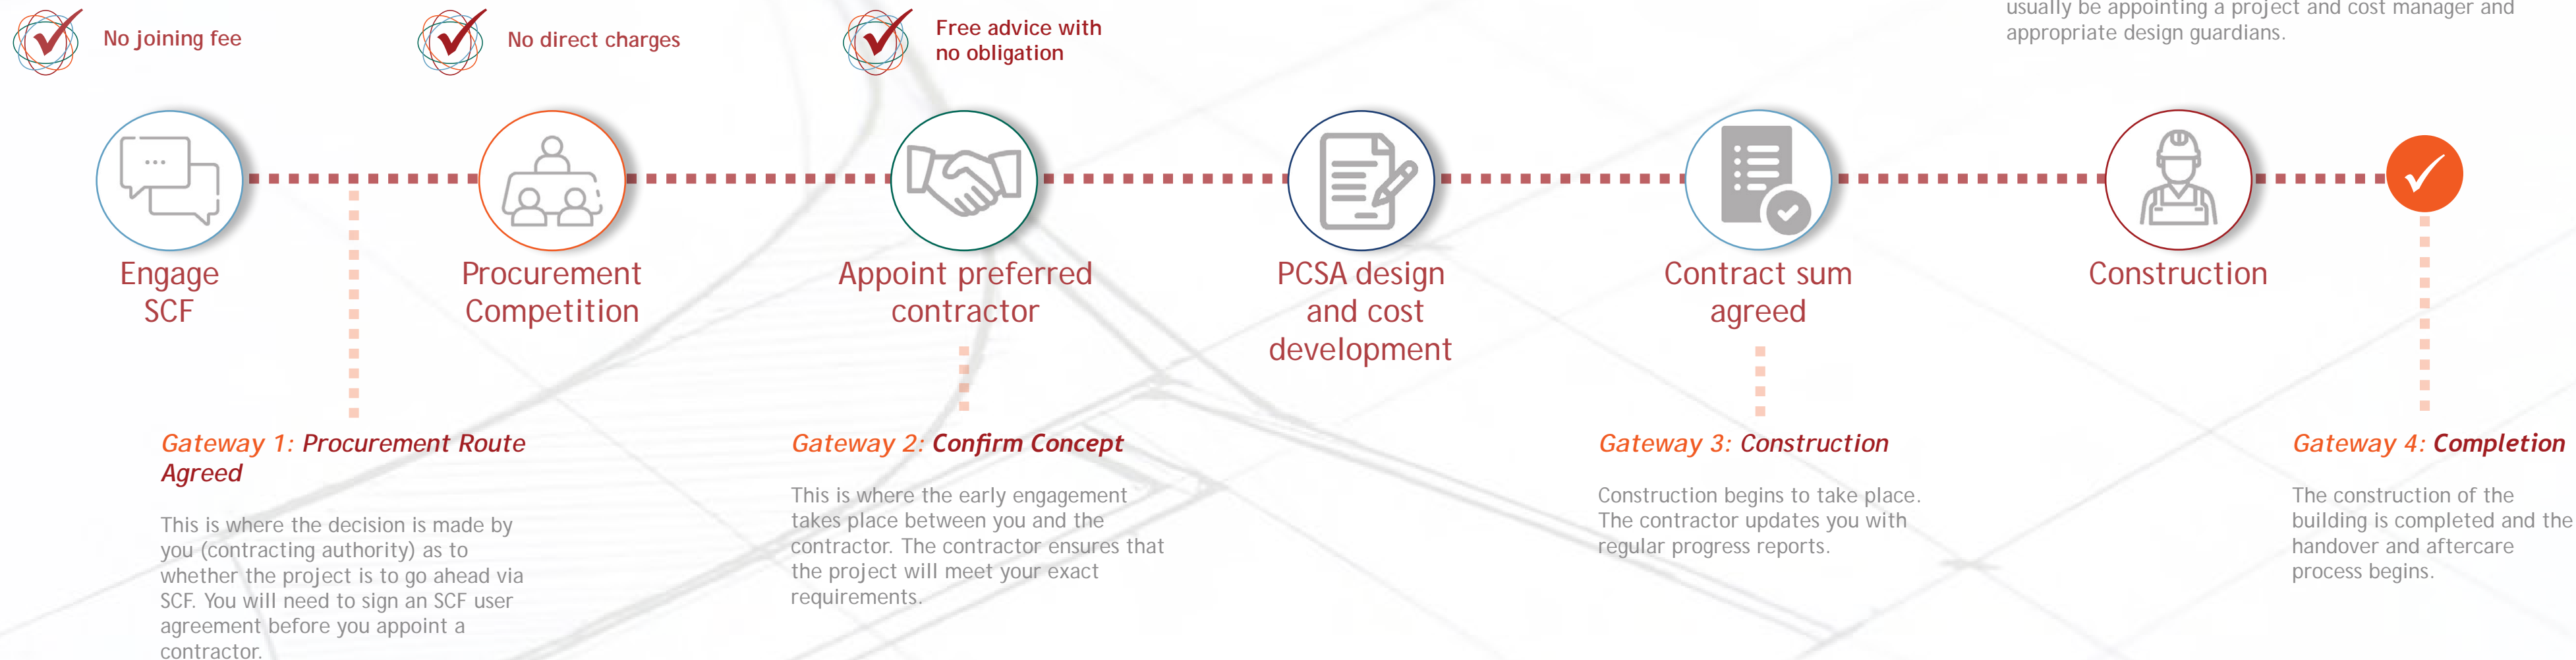 No joining fee
No direct charges
Free advice with
no obligation
usually be appointing a project and cost manager and
appropriate design guardians.
Engage
SCF
Procurement
Competition
Appoint preferred
contractor
PCSA design
and cost
development
Contract sum
agreed
Construction
Gateway 1: Procurement Route
Agreed
This is where the decision is made by
you (contracting authority) as to
whether the project is to go ahead via
SCF. You will need to sign an SCF user
agreement before you appoint a
contractor.
Gateway 2: Confirm Concept
This is where the early engagement
takes place between you and the
contractor. The contractor ensures that
the project will meet your exact
requirements.
Gateway 3: Construction
Construction begins to take place.
The contractor updates you with
regular progress reports.
Gateway 4: Completion
The construction of the
building is completed and the
handover and aftercare
process begins.